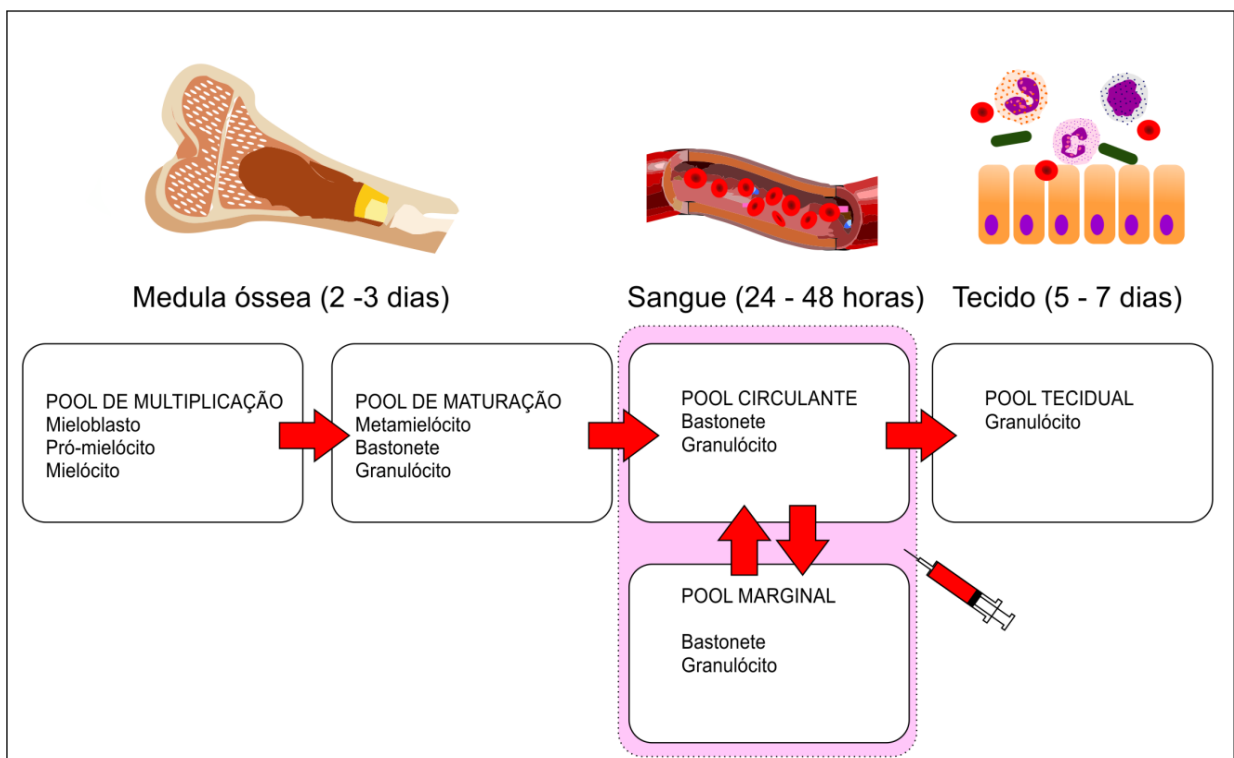 Medula óssea (2 -3 dias)
Sangue (24 - 48 horas)
Tecido (5 - 7 dias)
POOL DE MULTIPLICAÇÃO
Mieloblasto
Pró-mielócito
Mielócito
POOL DE MATURAÇÃO
Metamielócito
Bastonete
Granulócito
POOL CIRCULANTE
Bastonete
Granulócito
POOL TECIDUAL
Granulócito
POOL MARGINAL
Bastonete
Granulócito